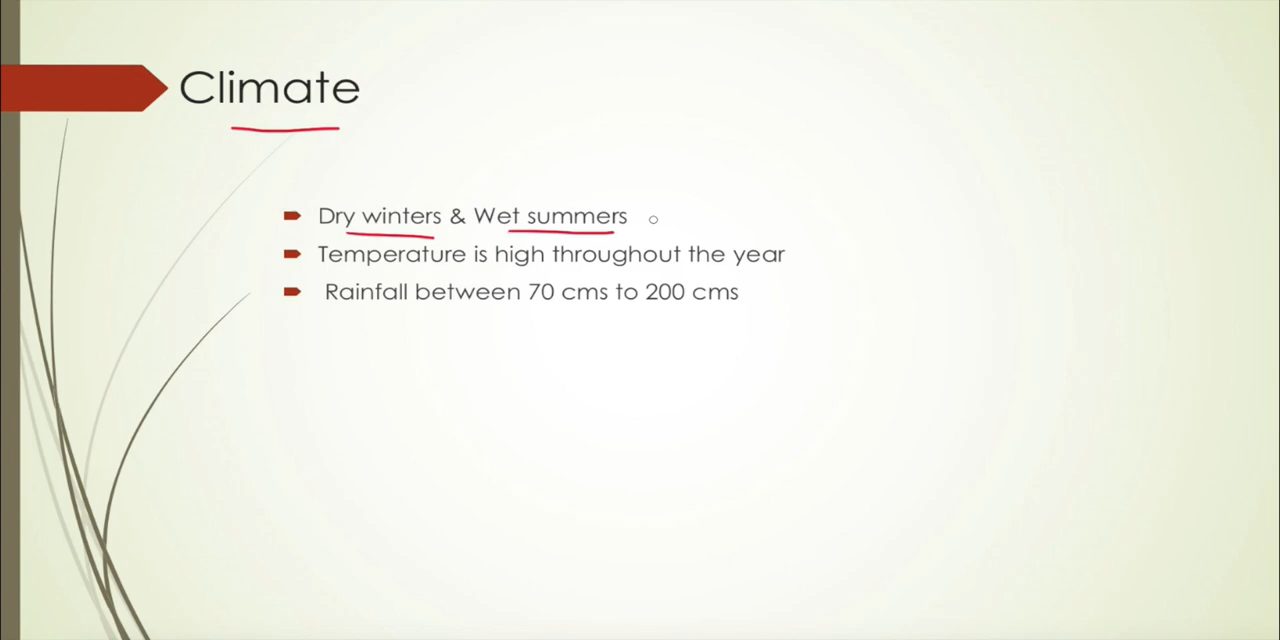 Climate
Dry winters & Wet summers
Temperature is high throughout the year
Rainfall between 70 cms to 200 cms